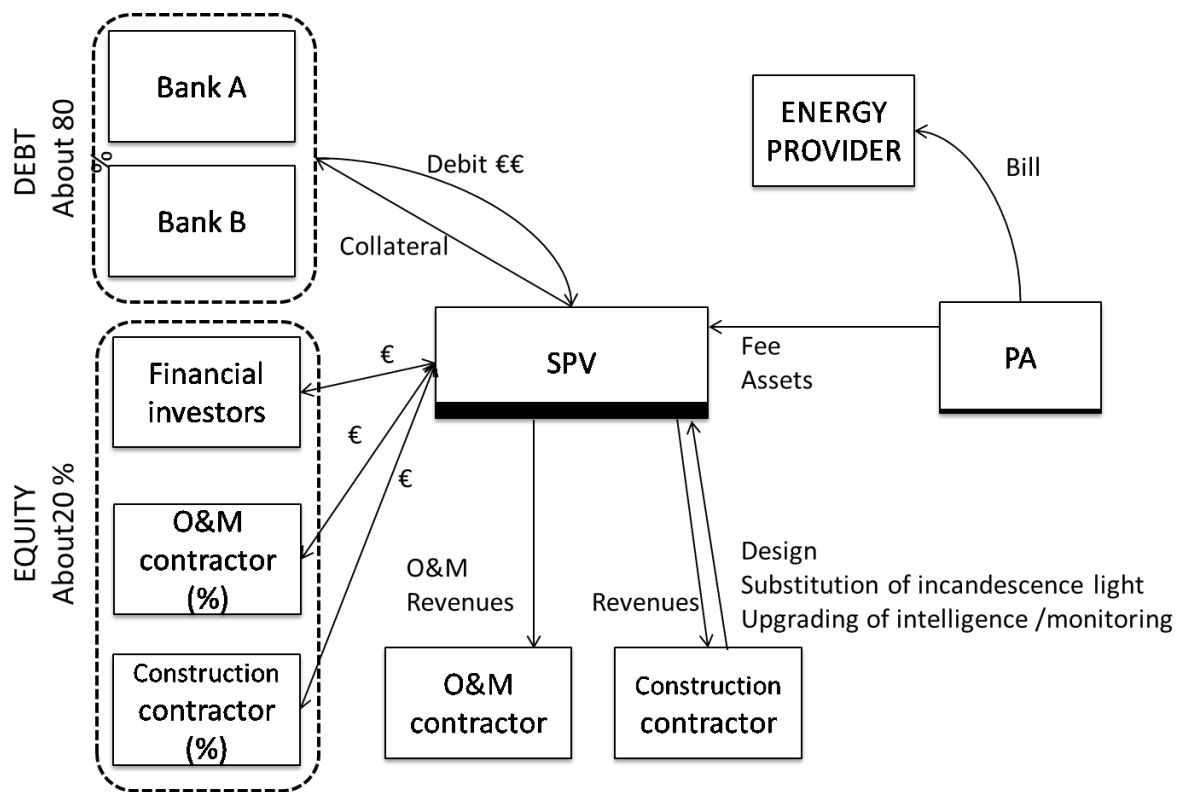 DEBT
About 80
%
Bank A
Bank B
Debit €€
Collateral
ENERGY
PROVIDER
Bill
EQUITY
About20 %
Financial
investors
€
€
€
SPV
Fee
Assets
PA
O&M
contractor
(%)
Construction
contractor
(%)
O&M
Revenues
Revenues
Design
Substitution of incandescence light
Upgrading of intelligence /monitoring
O&M
contractor
Construction
contractor